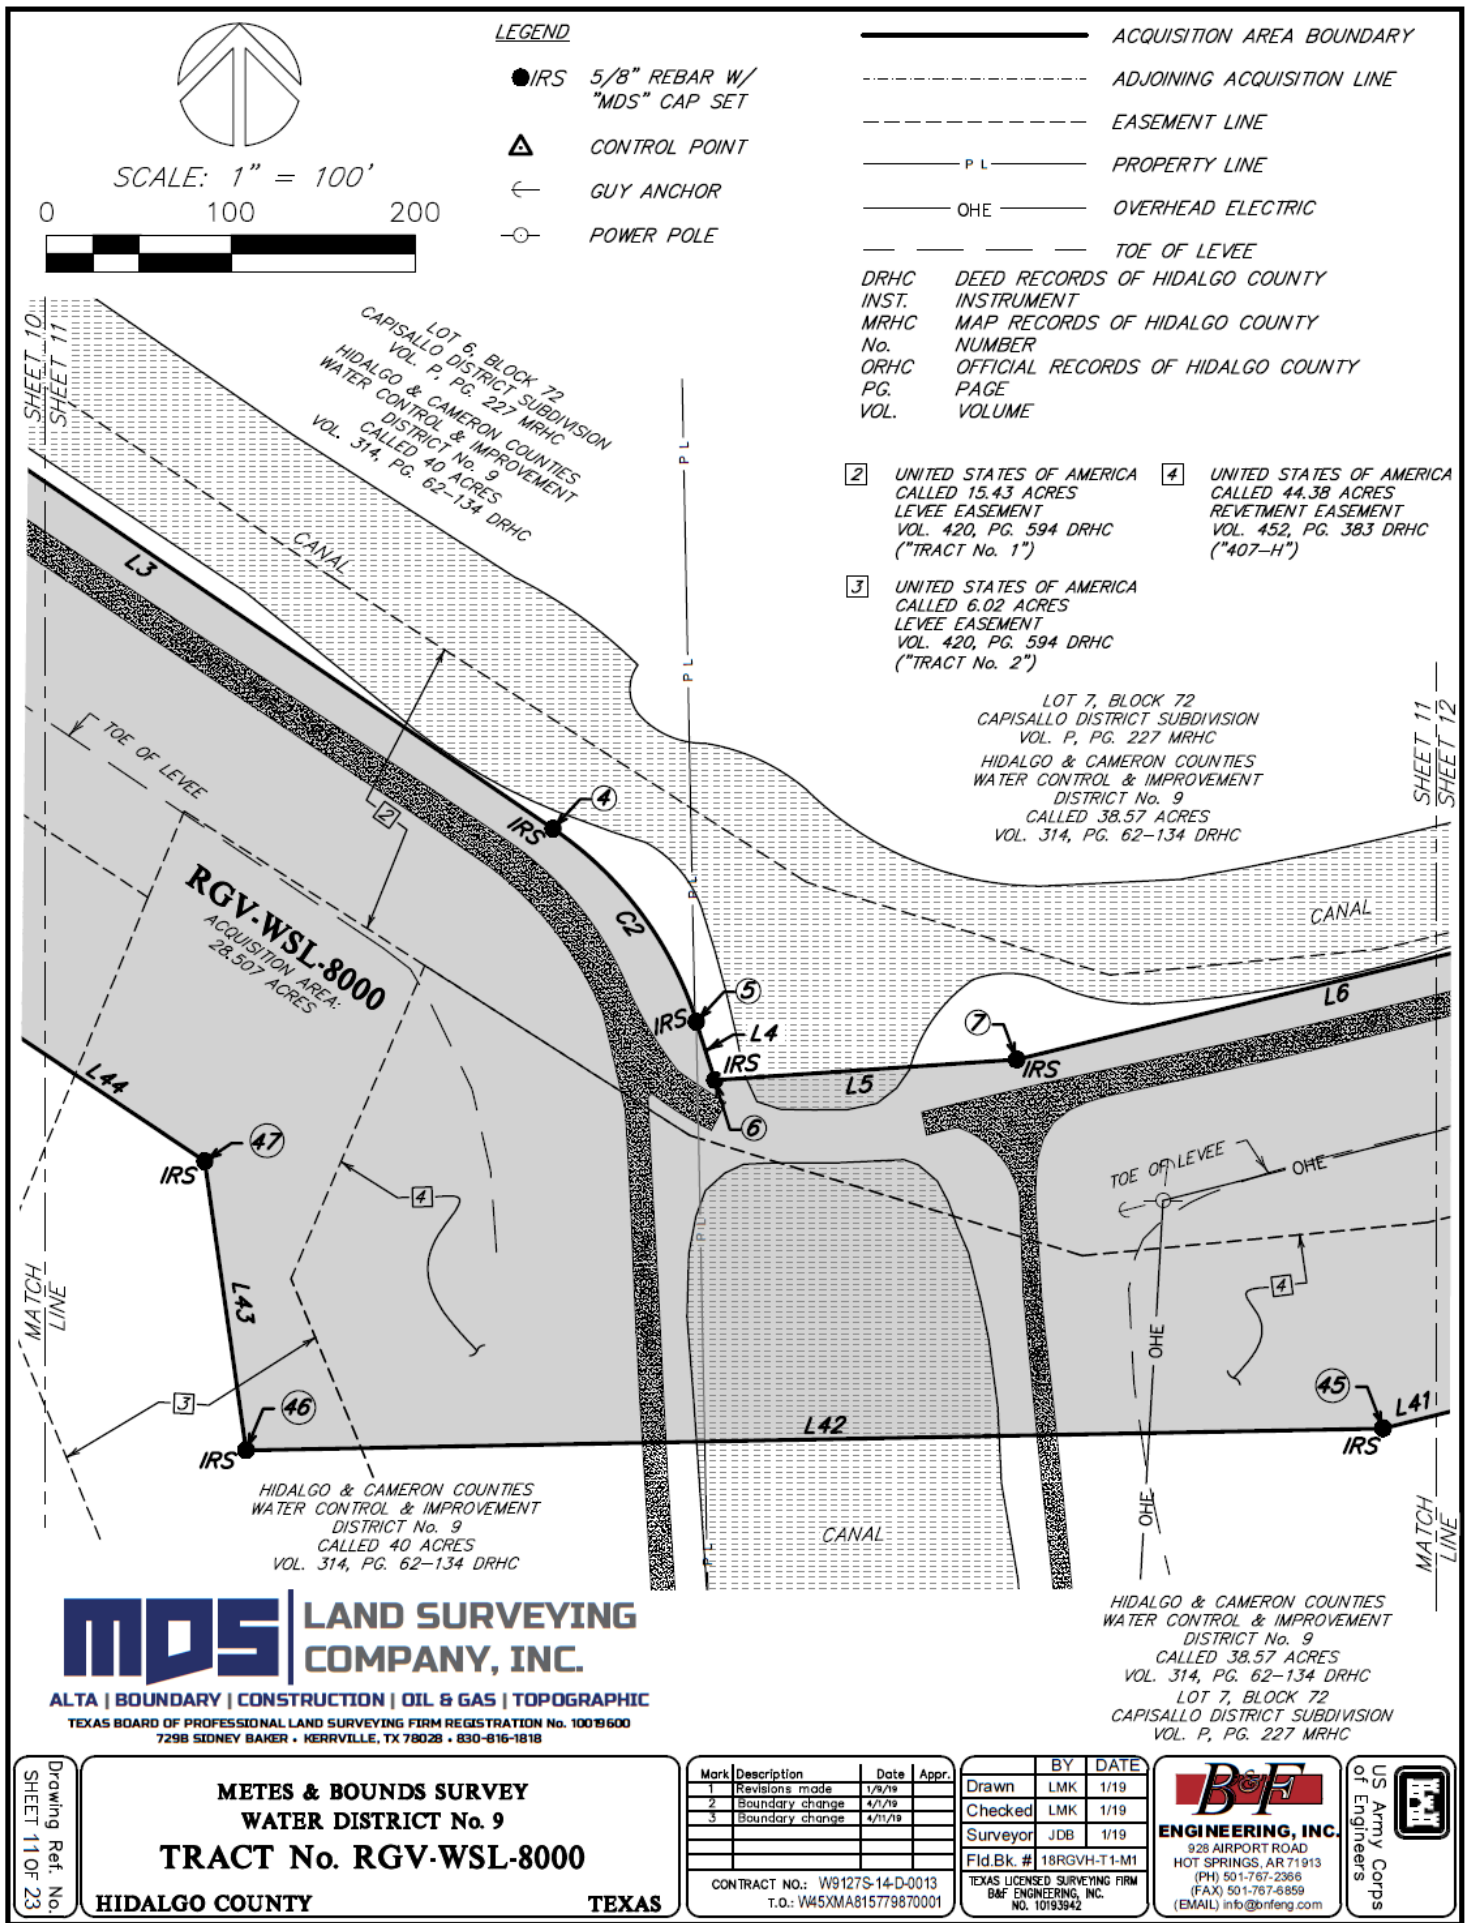 LEGEND
IRS 5/8" REBAR W/
"MDS" CAP SET
CONTROL POINT
GUY ANCHOR
POWER POLE
ACQUISITION AREA BOUNDARY
ADJOINING ACQUISITION LINE
EASEMENT LINE
P L PROPERTY LINE
OHE OVERHEAD ELECTRIC
TOE OF LEVEE
DRHC DEED RECORDS OF HIDALGO COUNTY
INST. INSTRUMENT
MRHC MAP RECORDS OF HIDALGO COUNTY
No. NUMBER
ORHC OFFICIAL RECORDS OF HIDALGO COUNTY
PG. PAGE
VOL. VOLUME
SCALE: 1" = 100'
0 100 200
SHEET 10
SHEET 11
LOT 6, BLOCK 72
CAPISALLO DISTRICT SUBDIVISION
VOL. P, PG. 227 MRHC
HIDALGO & CAMERON COUNTIES
WATER CONTROL & IMPROVEMENT
DISTRICT No. 9
CALLED 40 ACRES
VOL. 314, PG. 62-134 DRHC
2 UNITED STATES OF AMERICA
CALLED 15.43 ACRES
LEVEE EASEMENT
VOL. 420, PG. 594 DRHC
("TRACT No. 1")
4 UNITED STATES OF AMERICA
CALLED 44.38 ACRES
REVETMENT EASEMENT
VOL. 452, PG. 383 DRHC
("407-H")
3 UNITED STATES OF AMERICA
CALLED 6.02 ACRES
LEVEE EASEMENT
VOL. 420, PG. 594 DRHC
("TRACT No. 2")
P L
P L
P L
P L
P L
CANAL
L3
LOT 7, BLOCK 72
CAPISALLO DISTRICT SUBDIVISION
VOL. P, PG. 227 MRHC
HIDALGO & CAMERON COUNTIES
WATER CONTROL & IMPROVEMENT
DISTRICT No. 9
CALLED 38.57 ACRES
VOL. 314, PG. 62-134 DRHC
SHEET 11
SHEET 12
TOE OF LEVEE
2
4
IRS
C2
RGV-WSL-8000
ACQUISITION AREA:
28.507 ACRES
CANAL
5
IRS
L4
L6
7
IRS
IRS
L5
6
L44
47
IRS
4
TOE OF LEVEE
OHE
4
L43
MATCH
LINE
OHE
3
46
IRS
L42
45
L41
IRS
OHE
CANAL
MATCH
LINE
HIDALGO & CAMERON COUNTIES
WATER CONTROL & IMPROVEMENT
DISTRICT No. 9
CALLED 40 ACRES
VOL. 314, PG. 62-134 DRHC
HIDALGO & CAMERON COUNTIES
WATER CONTROL & IMPROVEMENT
DISTRICT No. 9
CALLED 38.57 ACRES
VOL. 314, PG. 62-134 DRHC
LOT 7, BLOCK 72
CAPISALLO DISTRICT SUBDIVISION
VOL. P, PG. 227 MRHC
MDS LAND SURVEYING
COMPANY, INC.
ALTA | BOUNDARY | CONSTRUCTION | OIL & GAS | TOPOGRAPHIC
TEXAS BOARD OF PROFESSIONAL LAND SURVEYING FIRM REGISTRATION No. 10019600
729B SIDNEY BAKER • KERRVILLE, TX 78028 • 830-816-1818
Drawing Ref. No.
SHEET 11 OF 23
METES & BOUNDS SURVEY
WATER DISTRICT No. 9
TRACT No. RGV-WSL-8000
HIDALGO COUNTY TEXAS
Mark Description Date Appr.
1 Revisions made 1/9/19
2 Boundary change 4/1/19
3 Boundary change 4/11/19
CONTRACT NO.: W9127S-14-D-0013
T.O.: W45XMA815779870001
BY DATE
Drawn LMK 1/19
Checked LMK 1/19
Surveyor JDB 1/19
Fld.Bk. # 18RGVH-T1-M1
TEXAS LICENSED SURVEYING FIRM
B&F ENGINEERING, INC.
NO. 10193942
B&F
ENGINEERING, INC.
928 AIRPORT ROAD
HOT SPRINGS, AR 71913
(PH) 501-767-2366
(FAX) 501-767-6859
(EMAIL) info@bnfeng.com
US Army Corps
of Engineers